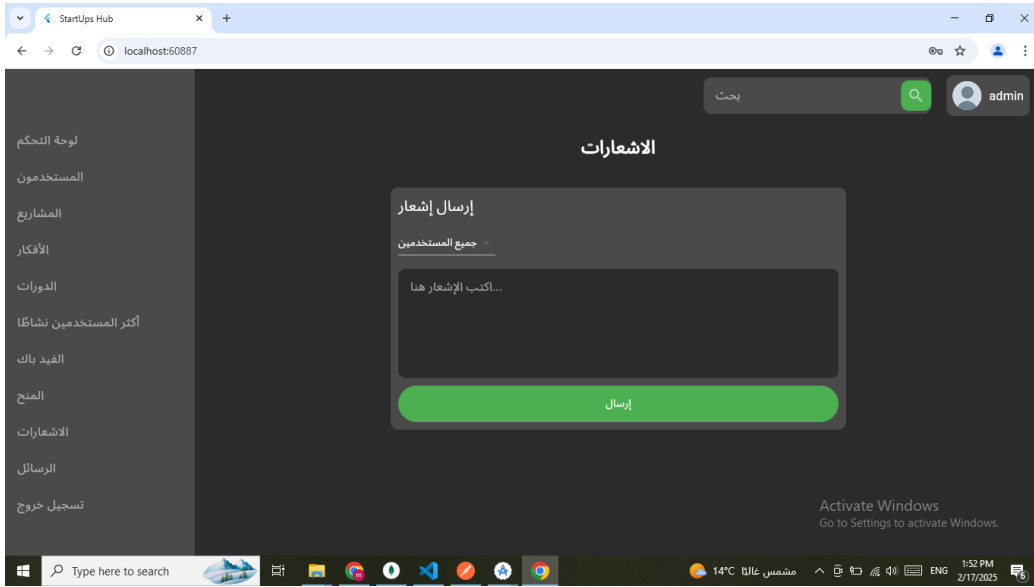 StartUps Hub
localhost:60887
بحث
admin
لوحة التحكم
المستخدمون
المشاريع
الأفكار
الدورات
أكثر المستخدمين نشاطًا
الفيد باك
المنح
الاشعارات
الرسائل
تسجيل خروج
الاشعارات
إرسال إشعار
جميع المستخدمين
اكتب الإشعار هنا...
إرسال
Activate Windows
Go to Settings to activate Windows.
Type here to search
14°C مشمس غالبًا
ENG
1:52 PM
2/17/2025